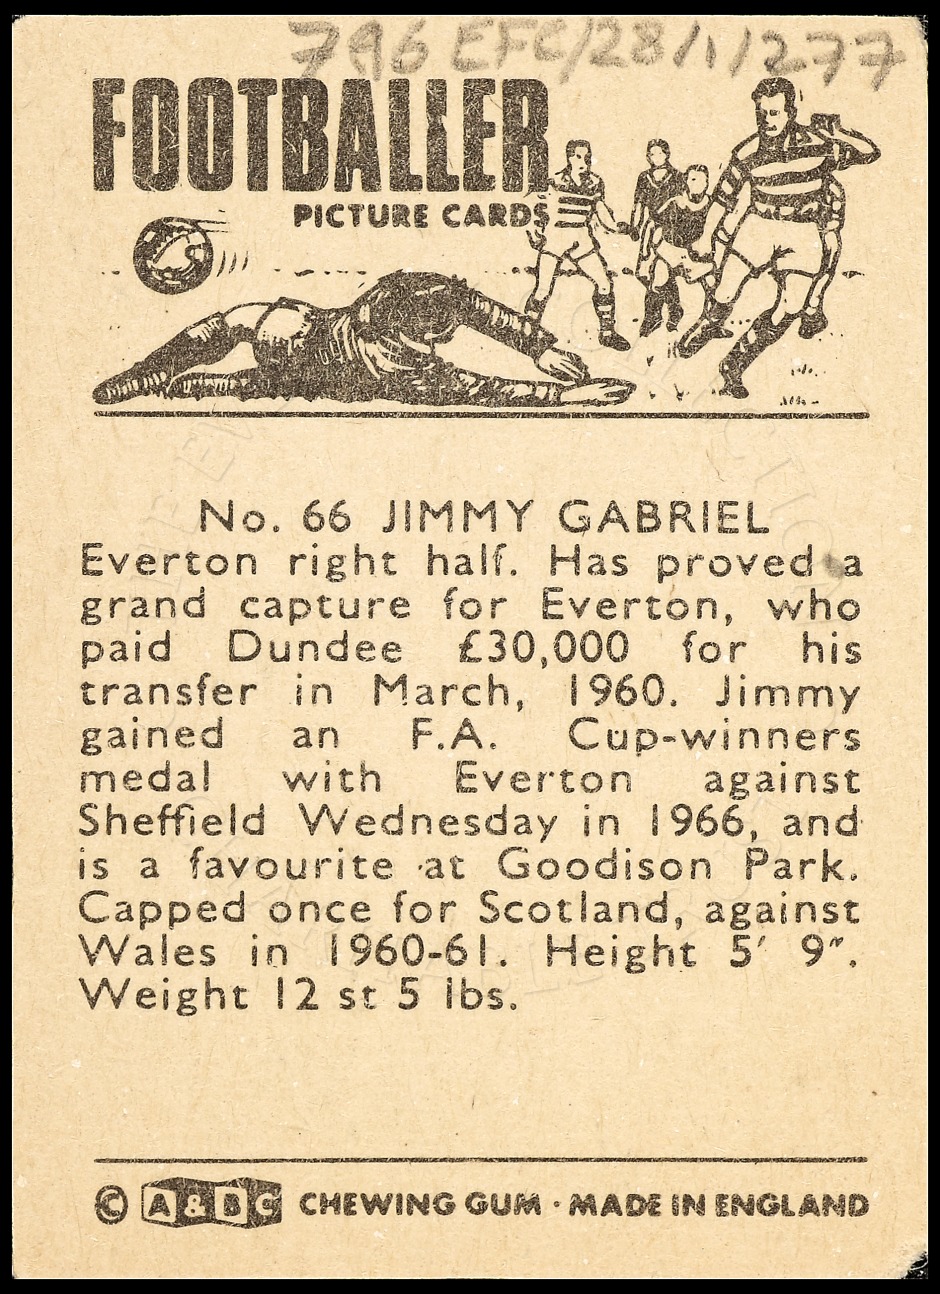 796 EFC/28/1/277
FOOTBALLER
PICTURE CARDS
No. 66 JIMMY GABRIEL
Everton right half. Has proved a
grand capture for Everton, who
paid Dundee £30,000 for his
transfer in March, 1960. Jimmy
gained an F.A. Cup-winners
medal with Everton against
Sheffield Wednesday in 1966, and
is a favourite at Goodison Park.
Capped once for Scotland, against
Wales in 1960-61. Height 5′ 9″.
Weight 12 st 5 lbs.
© A&BC CHEWING GUM · MADE IN ENGLAND